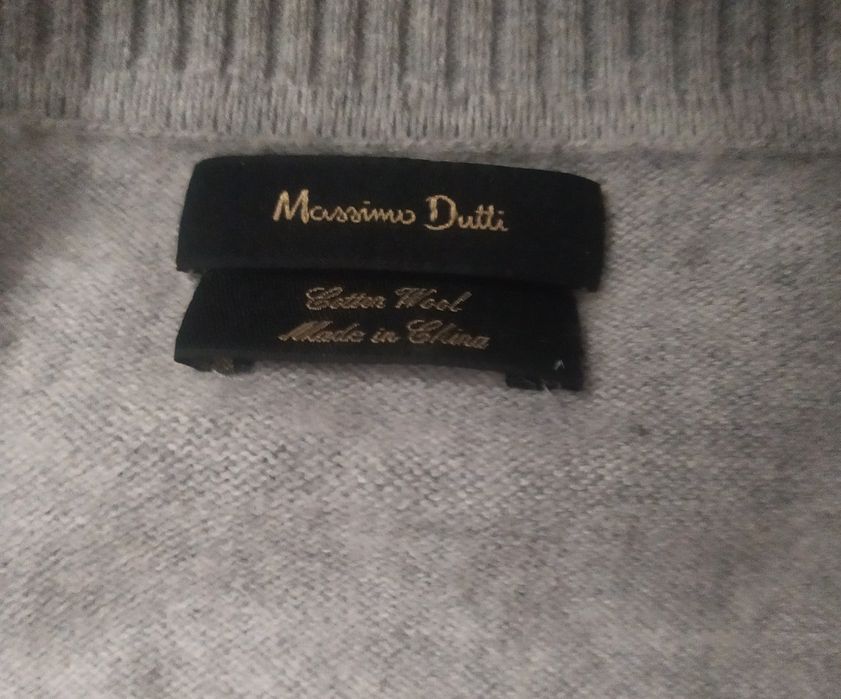 Massimo Dutti
Cotton Wool
Made in China